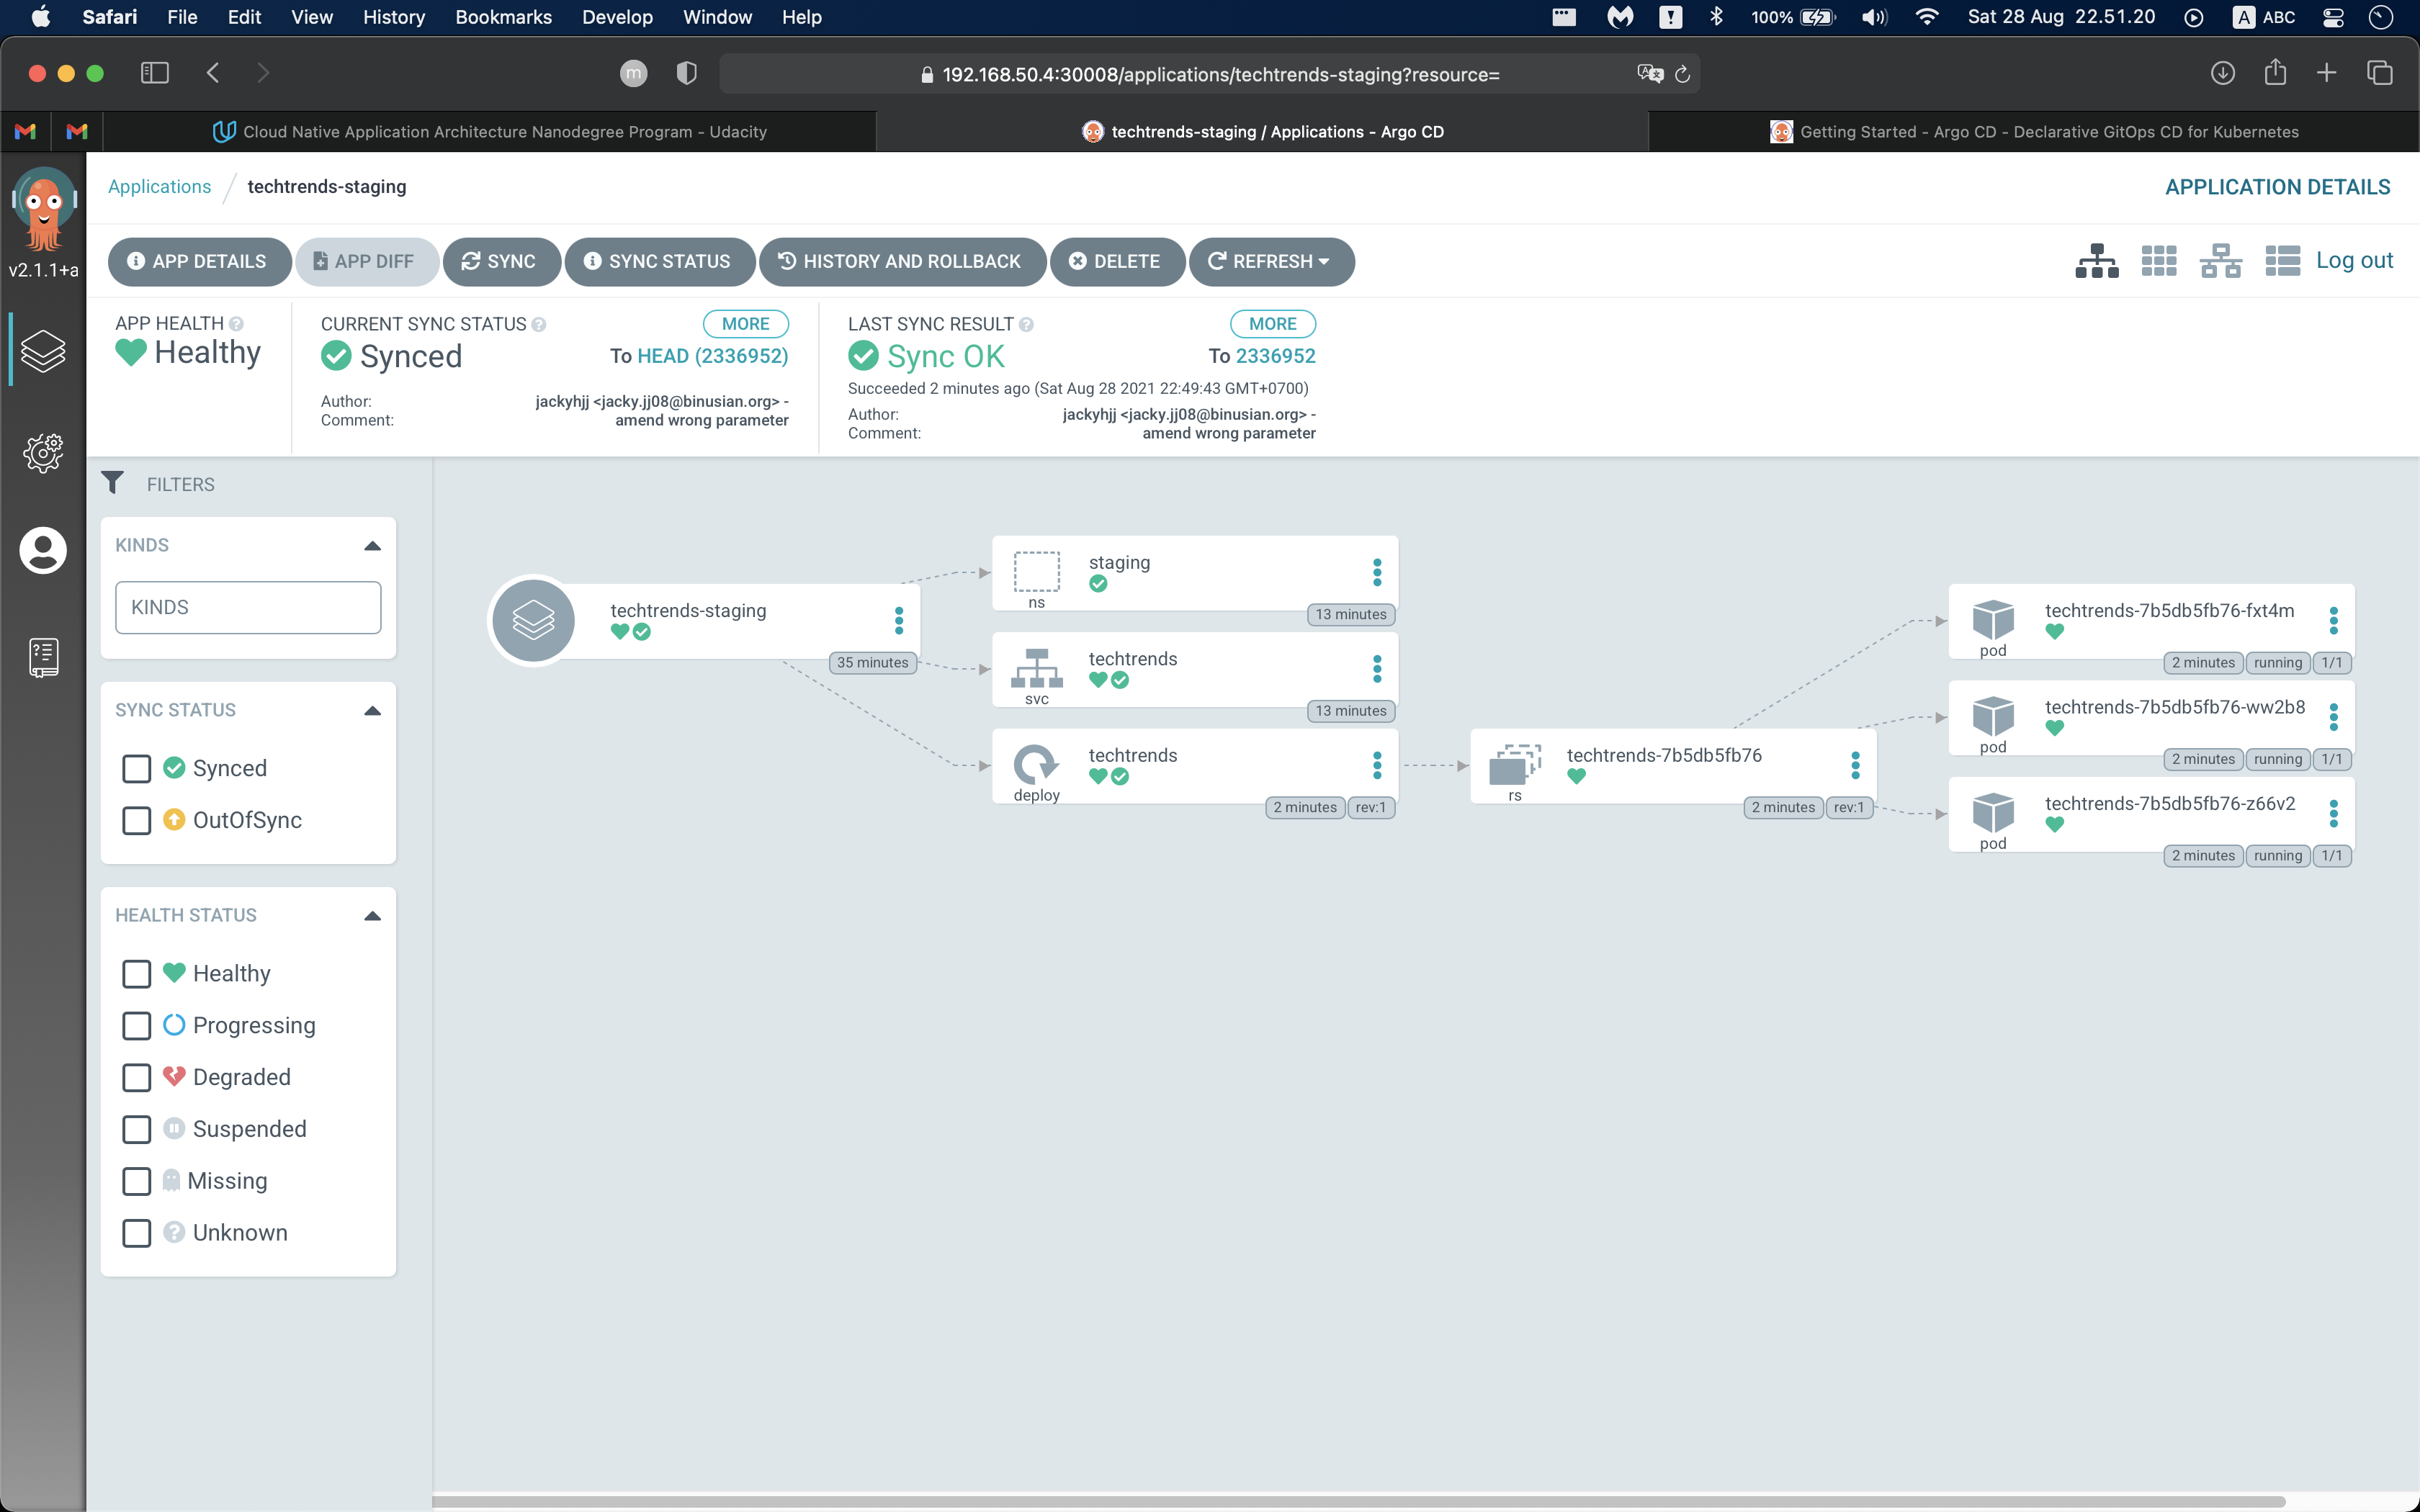 Safari File Edit View History Bookmarks Develop Window Help 100% Sat 28 Aug 22.51.20 A ABC
m 192.168.50.4:30008/applications/techtrends-staging?resource=
Cloud Native Application Architecture Nanodegree Program - Udacity techtrends-staging / Applications - Argo CD Getting Started - Argo CD - Declarative GitOps CD for Kubernetes
v2.1.1+a
Applications / techtrends-staging APPLICATION DETAILS
APP DETAILS APP DIFF SYNC SYNC STATUS HISTORY AND ROLLBACK DELETE REFRESH Log out
APP HEALTH
Healthy
CURRENT SYNC STATUS MORE
Synced To HEAD (2336952)
Author: jackyhjj <jacky.jj08@binusian.org> -
Comment: amend wrong parameter
LAST SYNC RESULT MORE
Sync OK To 2336952
Succeeded 2 minutes ago (Sat Aug 28 2021 22:49:43 GMT+0700)
Author: jackyhjj <jacky.jj08@binusian.org> -
Comment: amend wrong parameter
FILTERS
KINDS
KINDS
SYNC STATUS
Synced
OutOfSync
HEALTH STATUS
Healthy
Progressing
Degraded
Suspended
Missing
Unknown
techtrends-staging
35 minutes
staging
ns
13 minutes
techtrends
svc
13 minutes
techtrends
deploy
2 minutes rev:1
techtrends-7b5db5fb76
rs
2 minutes rev:1
techtrends-7b5db5fb76-fxt4m
pod
2 minutes running 1/1
techtrends-7b5db5fb76-ww2b8
pod
2 minutes running 1/1
techtrends-7b5db5fb76-z66v2
pod
2 minutes running 1/1